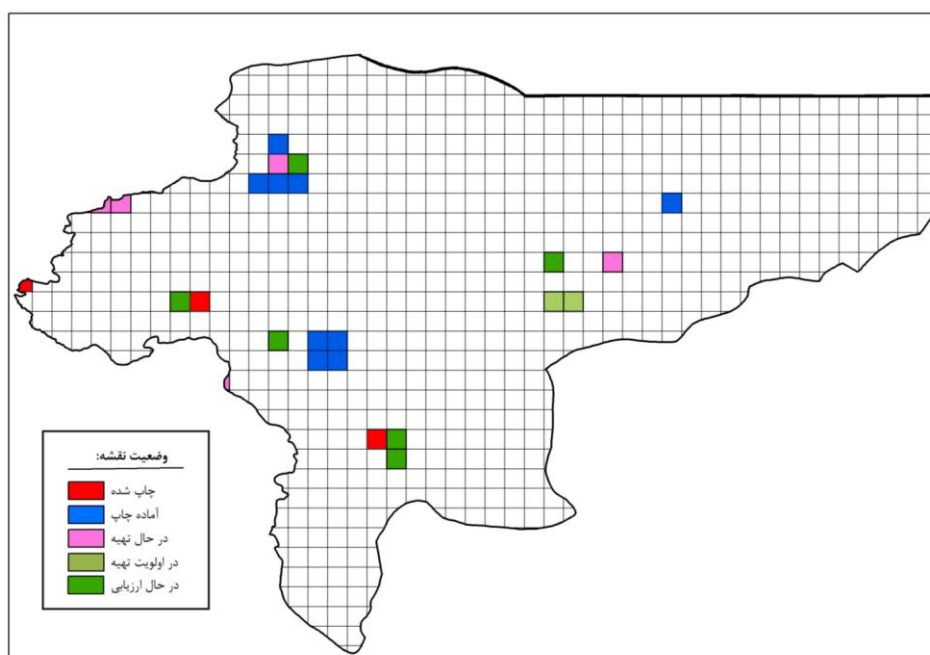 وضعیت نقشه:
چاپ شده
آماده چاپ
در حال تهیه
در اولویت تهیه
در حال ارزیابی